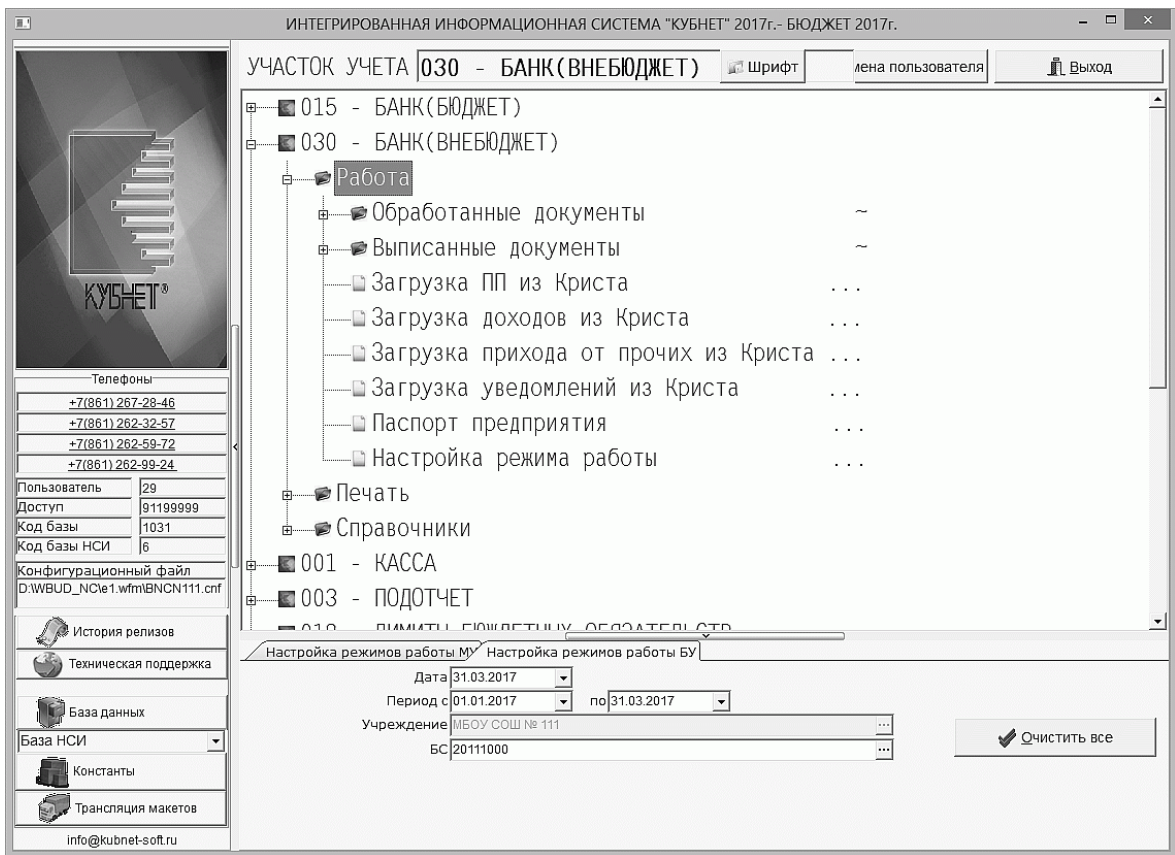 ИНТЕГРИРОВАННАЯ ИНФОРМАЦИОННАЯ СИСТЕМА "КУБНЕТ" 2017г.- БЮДЖЕТ 2017г.
УЧАСТОК УЧЕТА 030 - БАНК(ВНЕБЮДЖЕТ) Шрифт мена пользователя Выход
015 - БАНК(БЮДЖЕТ)
030 - БАНК(ВНЕБЮДЖЕТ)
Работа
Обработанные документы ~
Выписанные документы ~
Загрузка ПП из Криста ...
Загрузка доходов из Криста ...
Загрузка прихода от прочих из Криста ...
Загрузка уведомлений из Криста ...
Паспорт предприятия ...
Настройка режима работы ...
Печать
Справочники
001 - КАССА
003 - ПОДОТЧЕТ
КУБНЕТ®
Телефоны
+7(861) 267-28-46
+7(861) 262-32-57
+7(861) 262-59-72
+7(861) 262-99-24
Пользователь 29
Доступ 91199999
Код базы 1031
Код базы НСИ 6
Конфигурационный файл
D:\WBUD_NC\e1.wfm\BNCN111.cnf
История релизов
Техническая поддержка
База данных
База НСИ
Константы
Трансляция макетов
info@kubnet-soft.ru
Настройка режимов работы МУ Настройка режимов работы БУ
Дата 31.03.2017
Период с 01.01.2017 по 31.03.2017
Учреждение МБОУ СОШ № 111 ...
БС 20111000 ...
Очистить все